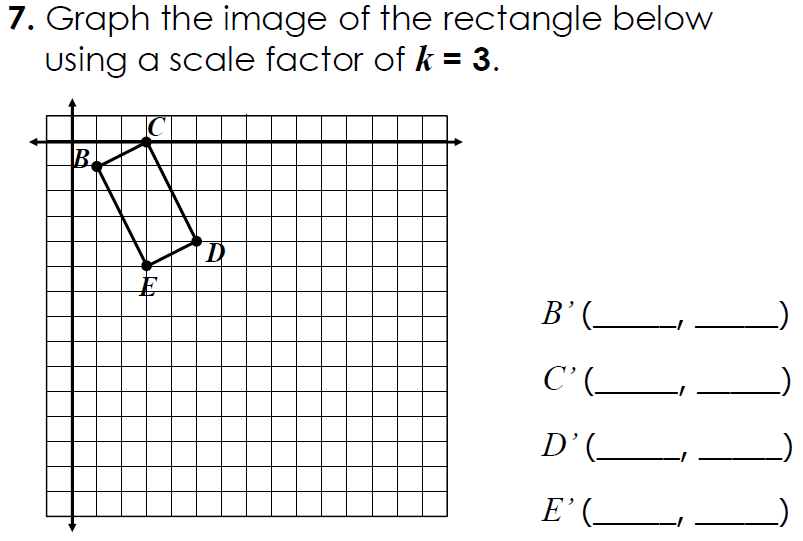 7. Graph the image of the rectangle below
using a scale factor of k = 3.
C
B
D
E
B’ (_____, _____)
C’ (_____, _____)
D’ (_____, _____)
E’ (_____, _____)